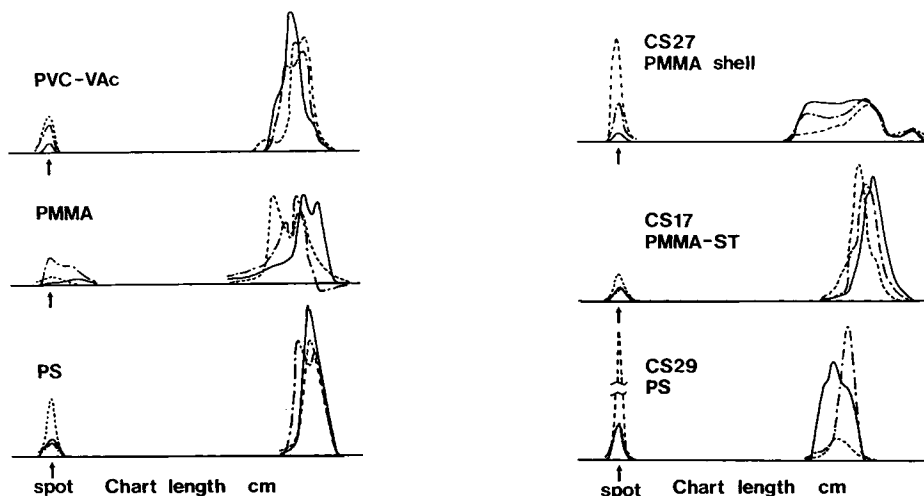 PVC-VAc
PMMA
PS
spot Chart length cm
CS27
PMMA shell
CS17
PMMA-ST
CS29
PS
spot Chart length cm